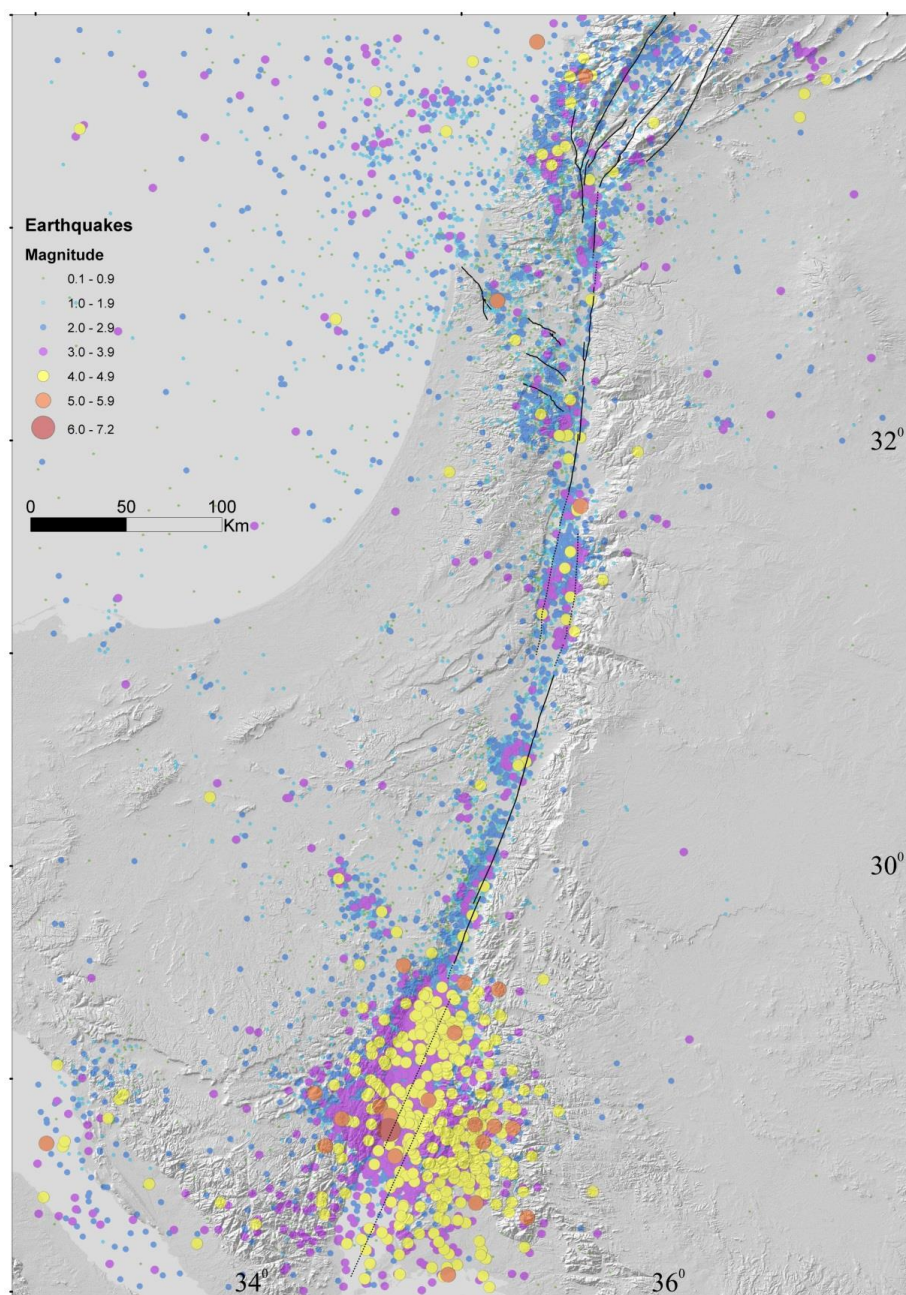 Earthquakes
Magnitude
0.1 - 0.9
1.0 - 1.9
2.0 - 2.9
3.0 - 3.9
4.0 - 4.9
5.0 - 5.9
6.0 - 7.2
0 50 100
Km
32⁰
30⁰
34⁰ 36⁰